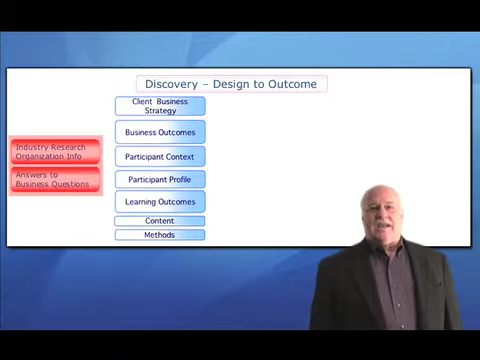 Discovery – Design to Outcome
Client Business
Strategy
Business Outcomes
Industry Research
Organization Info
Participant Context
Answers to
Business Questions
Participant Profile
Learning Outcomes
Content
Methods